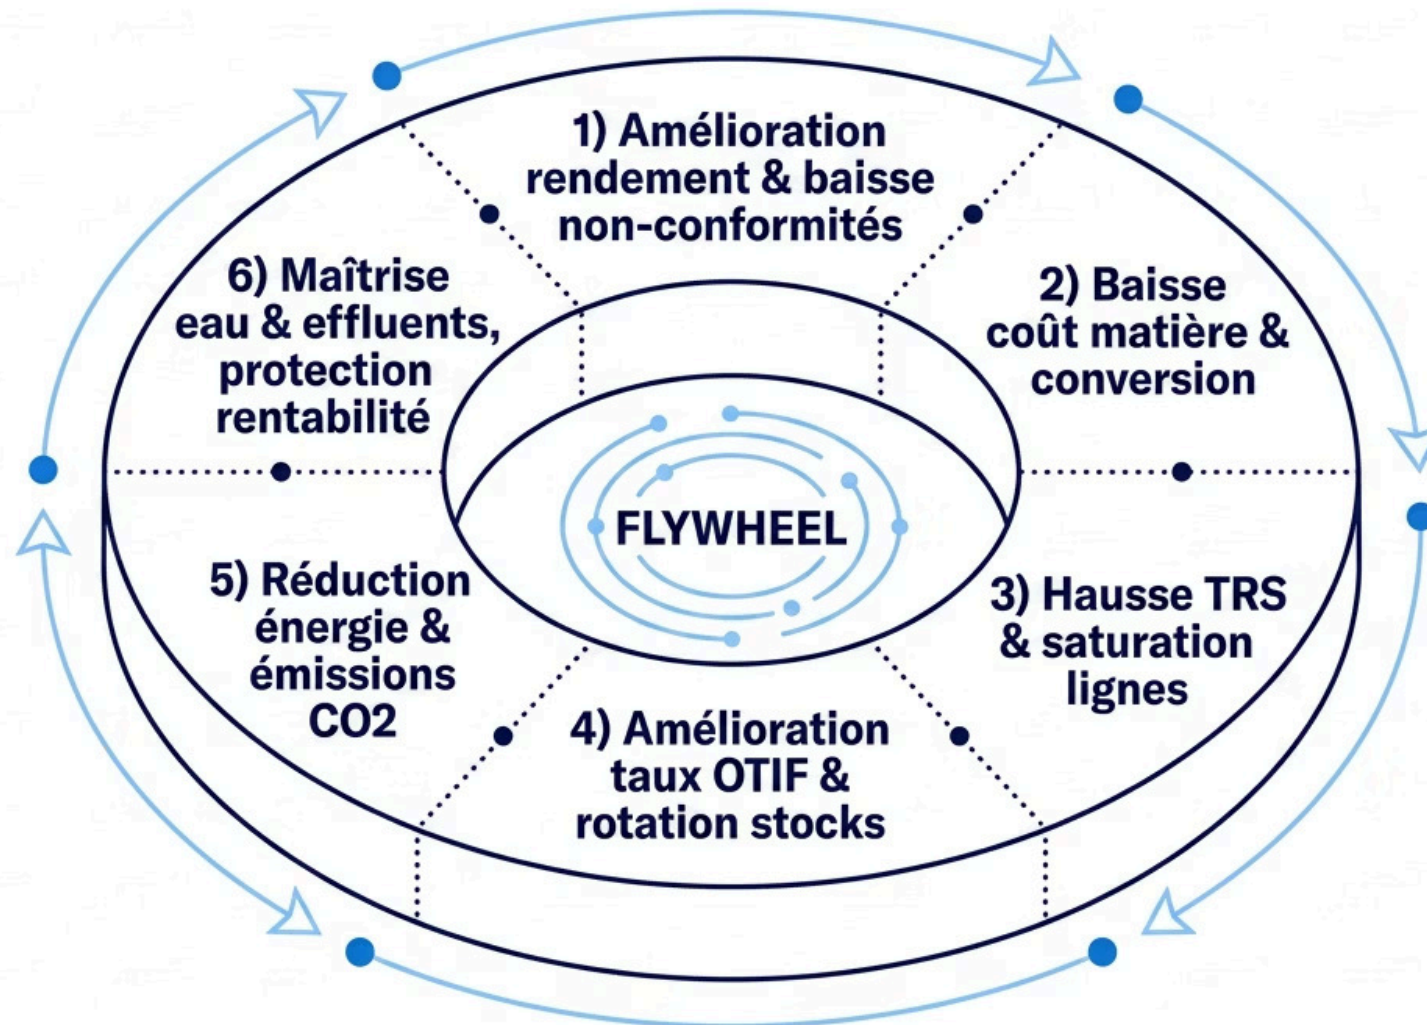 1) Amélioration
rendement & baisse
non-conformités
2) Baisse
coût matière &
conversion
3) Hausse TRS
& saturation
lignes
4) Amélioration
taux OTIF &
rotation stocks
5) Réduction
énergie &
émissions
CO2
6) Maîtrise
eau & effluents,
protection
rentabilité
FLYWHEEL